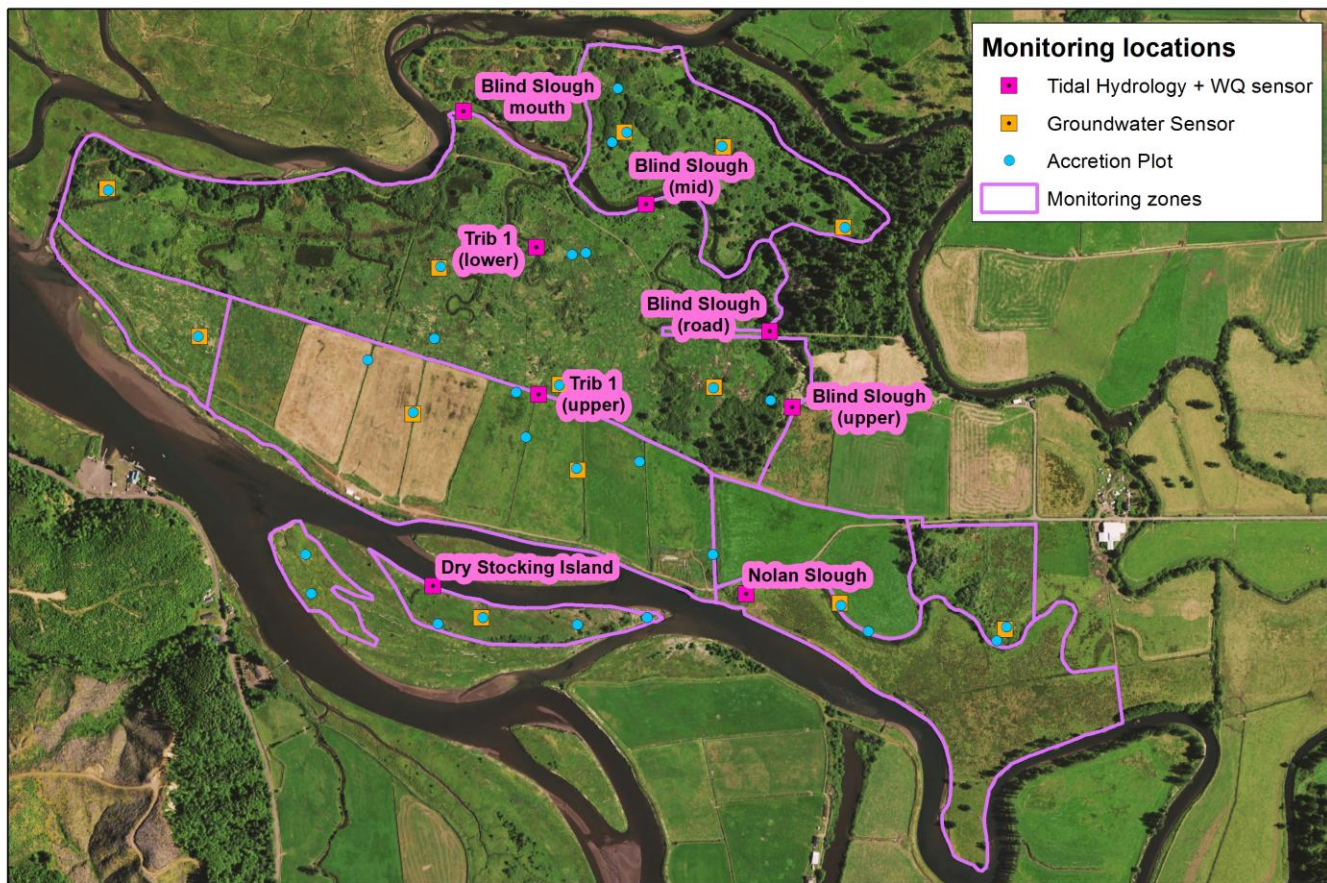 Monitoring locations
Tidal Hydrology + WQ sensor
Groundwater Sensor
Accretion Plot
Monitoring zones
Blind Slough
mouth
Blind Slough
(mid)
Trib 1
(lower)
Blind Slough
(road)
Trib 1
(upper)
Blind Slough
(upper)
Dry Stocking Island
Nolan Slough